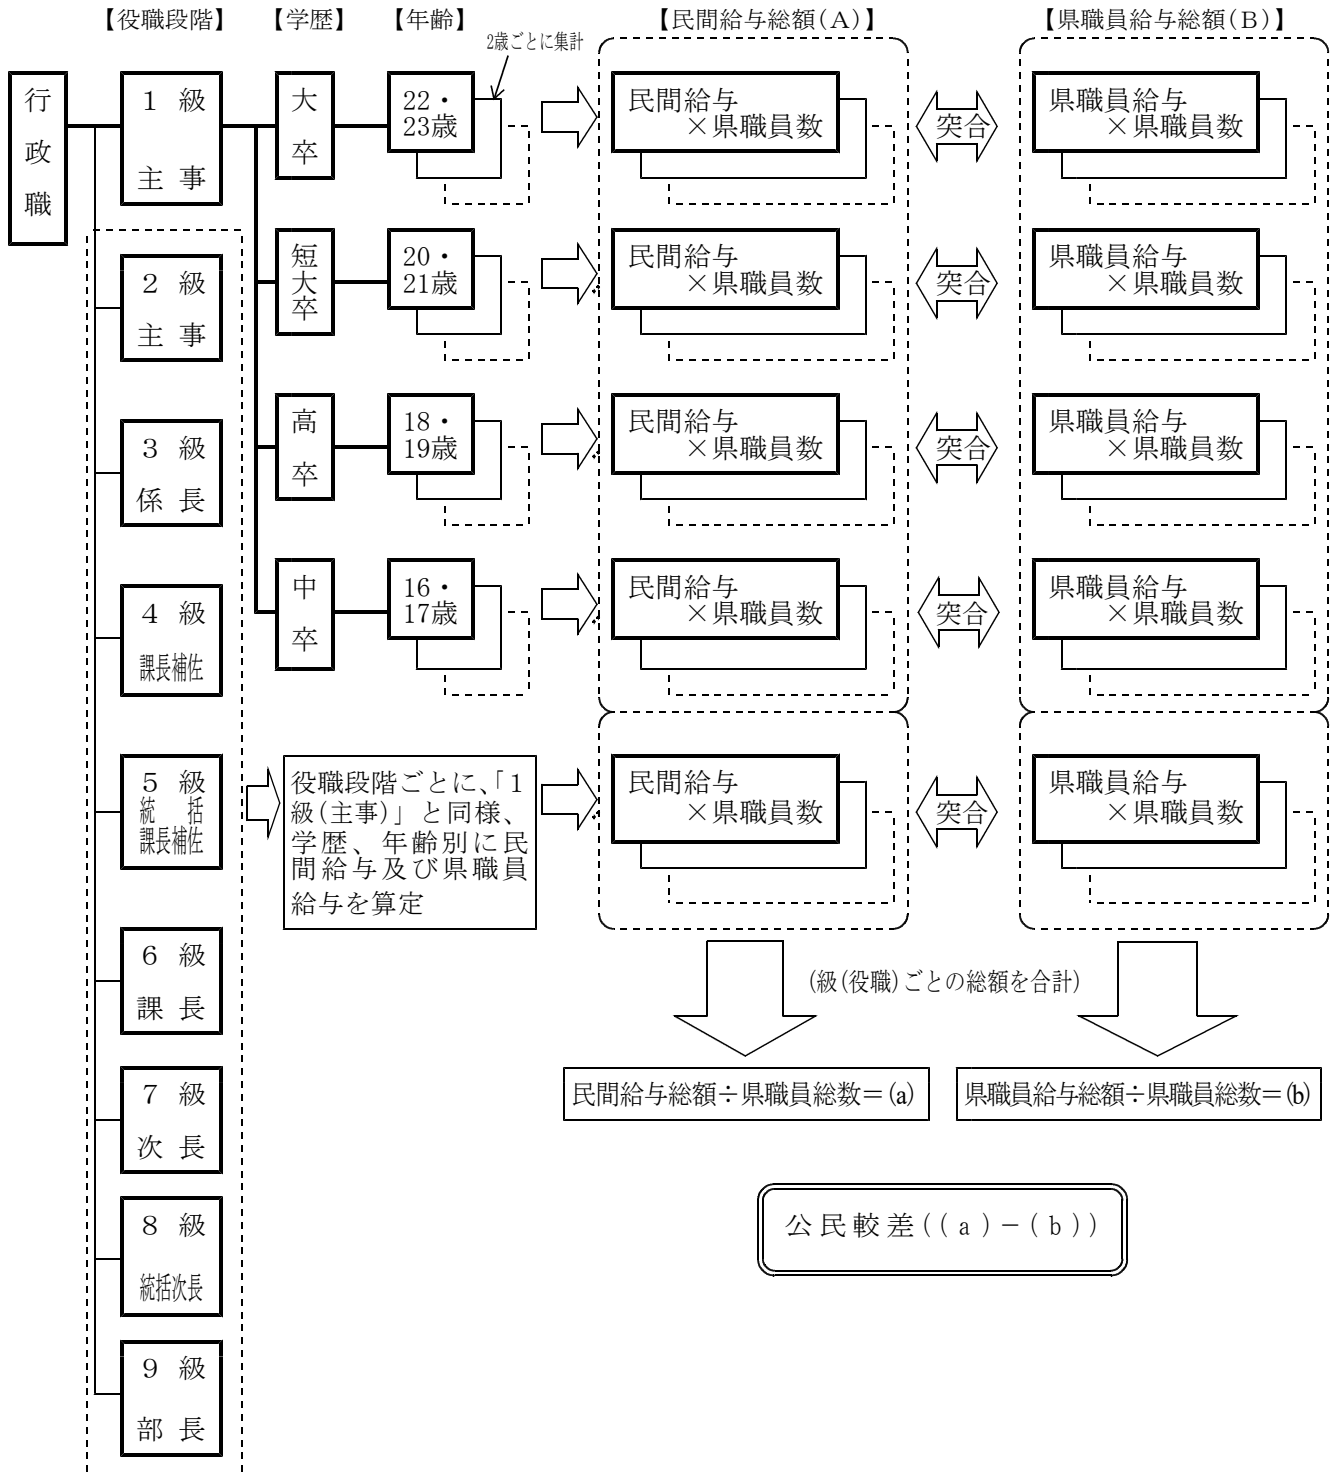 【役職段階】
【学歴】
【年齢】
【民間給与総額(A)】
【県職員給与総額(B)】
2歳ごとに集計
行
政
職
1 級
主 事
大
卒
22・
23歳
民間給与
×県職員数
突合
県職員給与
×県職員数
2 級
主 事
短
大
卒
20・
21歳
民間給与
×県職員数
突合
県職員給与
×県職員数
3 級
係 長
高
卒
18・
19歳
民間給与
×県職員数
突合
県職員給与
×県職員数
4 級
課長補佐
中
卒
16・
17歳
民間給与
×県職員数
突合
県職員給与
×県職員数
5 級
統 括
課長補佐
役職段階ごとに、「1
級(主事)」と同様、
学歴、年齢別に民
間給与及び県職員
給与を算定
民間給与
×県職員数
突合
県職員給与
×県職員数
6 級
課 長
(級(役職)ごとの総額を合計)
7 級
次 長
民間給与総額÷県職員総数=(a)
県職員給与総額÷県職員総数=(b)
8 級
統括次長
公民較差((a)-(b))
9 級
部 長